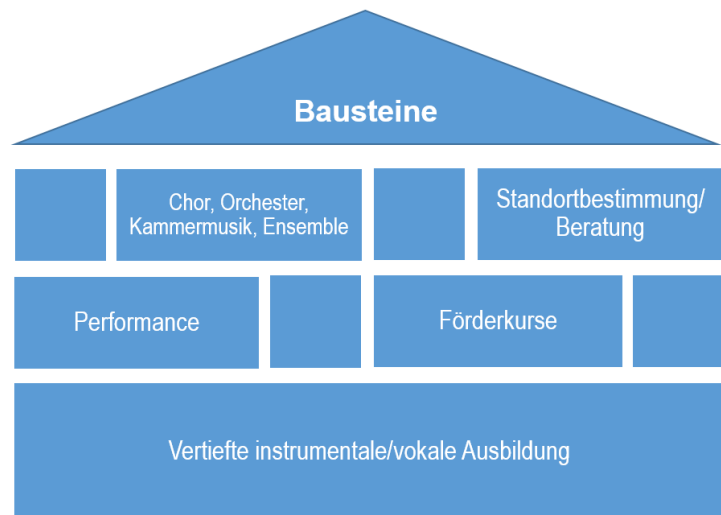 Bausteine
Chor, Orchester,
Kammermusik, Ensemble
Standortbestimmung/
Beratung
Performance
Förderkurse
Vertiefte instrumentale/vokale Ausbildung